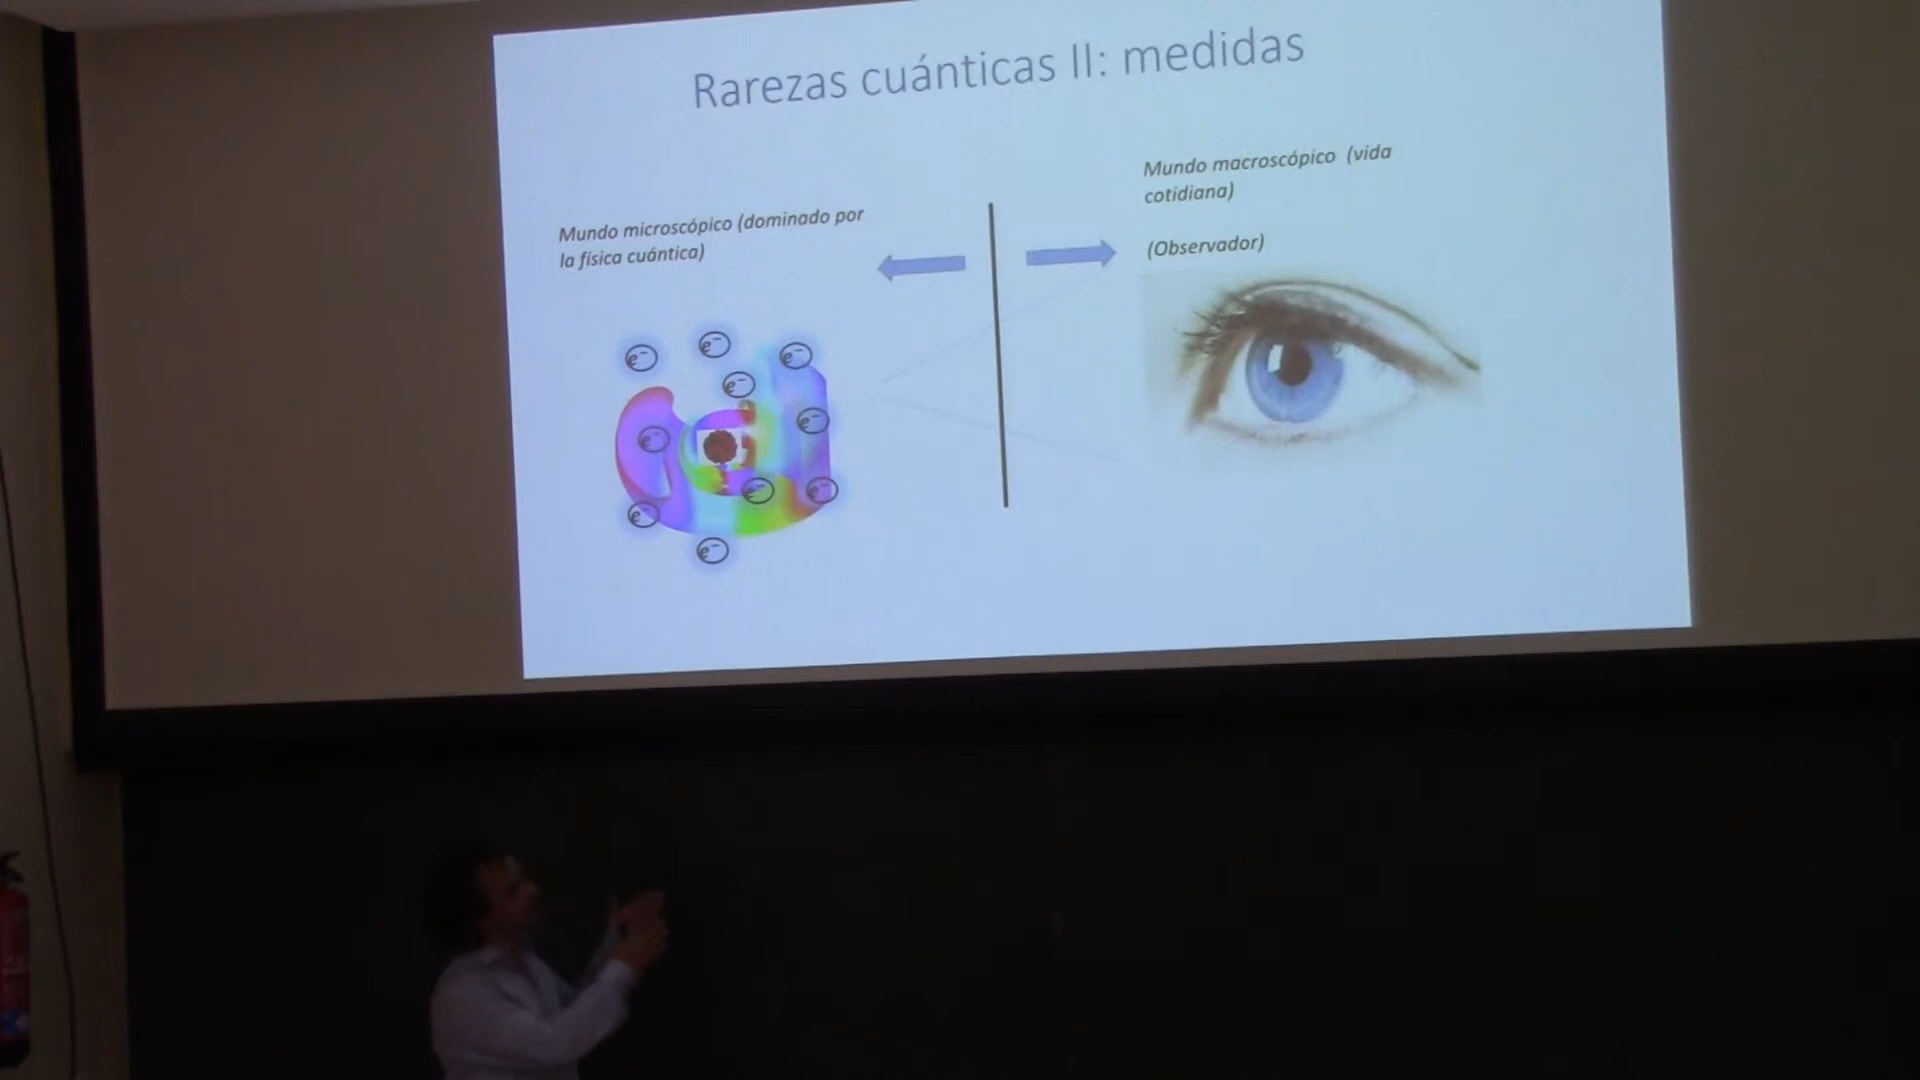 Rarezas cuánticas II: medidas
Mundo microscópico (dominado por
la física cuántica)
Mundo macroscópico (vida
cotidiana)
(Observador)
e⁻
e⁻
e⁻
e⁻
e⁻
e⁻
e⁻
e⁻
e⁻
e⁻